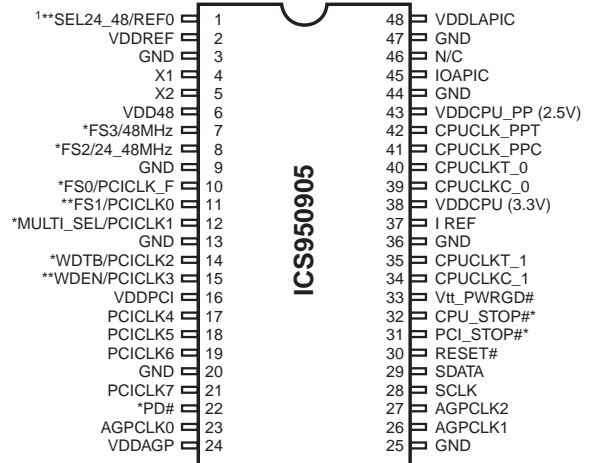 1**SEL24_48/REF0 1 48 VDDLAPIC
VDDREF 2 47 GND
GND 3 46 N/C
X1 4 45 IOAPIC
X2 5 44 GND
VDD48 6 43 VDDCPU_PP (2.5V)
*FS3/48MHz 7 42 CPUCLK_PPT
*FS2/24_48MHz 8 41 CPUCLK_PPC
GND 9 40 CPUCLKT_0
*FS0/PCICLK_F 10 39 CPUCLKC_0
**FS1/PCICLK0 11 38 VDDCPU (3.3V)
*MULTI_SEL/PCICLK1 12 37 I REF
GND 13 36 GND
*WDTB/PCICLK2 14 35 CPUCLKT_1
**WDEN/PCICLK3 15 34 CPUCLKC_1
VDDPCI 16 33 Vtt_PWRGD#
PCICLK4 17 32 CPU_STOP#*
PCICLK5 18 31 PCI_STOP#*
PCICLK6 19 30 RESET#
GND 20 29 SDATA
PCICLK7 21 28 SCLK
*PD# 22 27 AGPCLK2
AGPCLK0 23 26 AGPCLK1
VDDAGP 24 25 GND
ICS950905